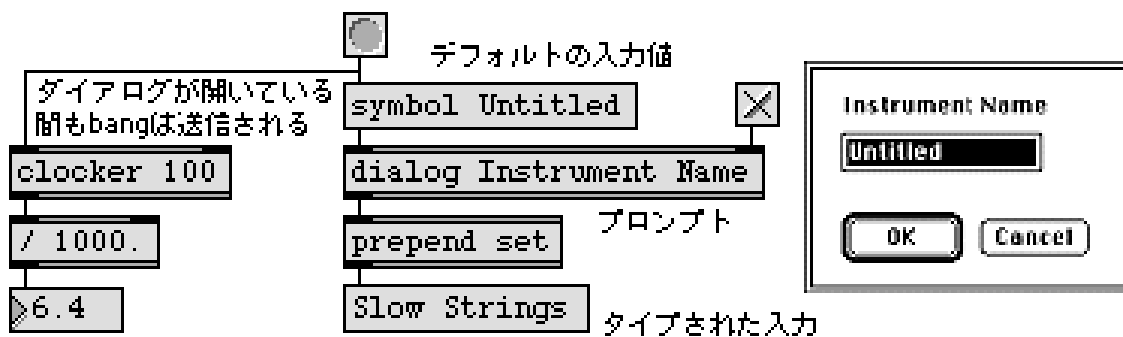 デフォルトの入力値
ダイアログが開いている
間もbangは送信される
symbol Untitled
clocker 100
dialog Instrument Name
プロンプト
/ 1000.
prepend set
6.4
Slow Strings
タイプされた入力
Instrument Name
Untitled
OK
Cancel